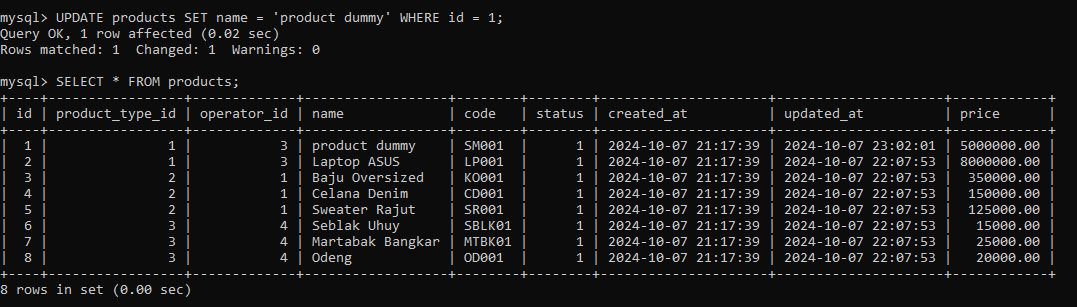 mysql> UPDATE products SET name = 'product dummy' WHERE id = 1;
Query OK, 1 row affected (0.02 sec)
Rows matched: 1  Changed: 1  Warnings: 0

mysql> SELECT * FROM products;
+----+-----------------+-------------+------------------+--------+--------+---------------------+---------------------+------------+
| id | product_type_id | operator_id | name             | code   | status | created_at          | updated_at          | price      |
+----+-----------------+-------------+------------------+--------+--------+---------------------+---------------------+------------+
|  1 |               1 |           3 | product dummy    | SM001  |      1 | 2024-10-07 21:17:39 | 2024-10-07 23:02:01 | 5000000.00 |
|  2 |               1 |           3 | Laptop ASUS      | LP001  |      1 | 2024-10-07 21:17:39 | 2024-10-07 22:07:53 | 8000000.00 |
|  3 |               2 |           1 | Baju Oversized   | KO001  |      1 | 2024-10-07 21:17:39 | 2024-10-07 22:07:53 |  350000.00 |
|  4 |               2 |           1 | Celana Denim     | CD001  |      1 | 2024-10-07 21:17:39 | 2024-10-07 22:07:53 |  150000.00 |
|  5 |               2 |           1 | Sweater Rajut    | SR001  |      1 | 2024-10-07 21:17:39 | 2024-10-07 22:07:53 |  125000.00 |
|  6 |               3 |           4 | Seblak Uhuy      | SBLK01 |      1 | 2024-10-07 21:17:39 | 2024-10-07 22:07:53 |   15000.00 |
|  7 |               3 |           4 | Martabak Bangkar | MTBK01 |      1 | 2024-10-07 21:17:39 | 2024-10-07 22:07:53 |   25000.00 |
|  8 |               3 |           4 | Odeng            | OD001  |      1 | 2024-10-07 21:17:39 | 2024-10-07 22:07:53 |   20000.00 |
+----+-----------------+-------------+------------------+--------+--------+---------------------+---------------------+------------+
8 rows in set (0.00 sec)